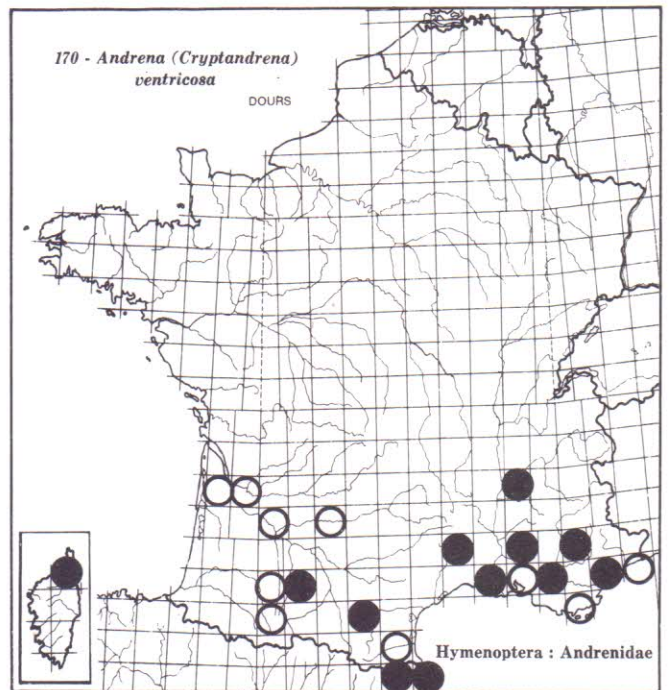 170 - Andrena (Cryptandrena)
ventricosa
DOURS
Hymenoptera : Andrenidae